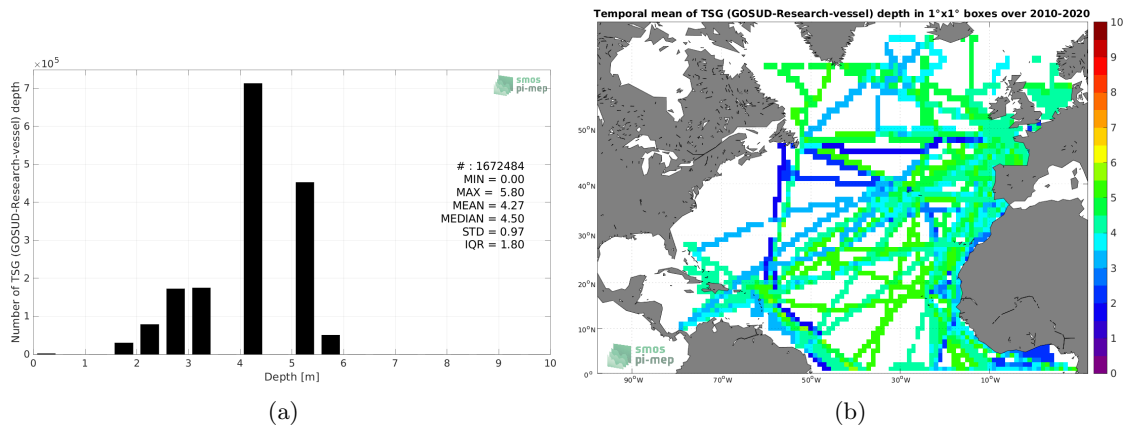 ×10⁵
smos
pi-mep
Number of TSG (GOSUD-Research-vessel) depth
7
6
5
4
3
2
1
0
# : 1672484
MIN = 0.00
MAX = 5.80
MEAN = 4.27
MEDIAN = 4.50
STD = 0.97
IQR = 1.80
0 1 2 3 4 5 6 7 8 9 10
Depth [m]
(a)
Temporal mean of TSG (GOSUD-Research-vessel) depth in 1°x1° boxes over 2010-2020
50°N
40°N
30°N
20°N
10°N
0°
90°W 70°W 50°W 30°W 10°W
smos
pi-mep
10
9
8
7
6
5
4
3
2
1
0
(b)